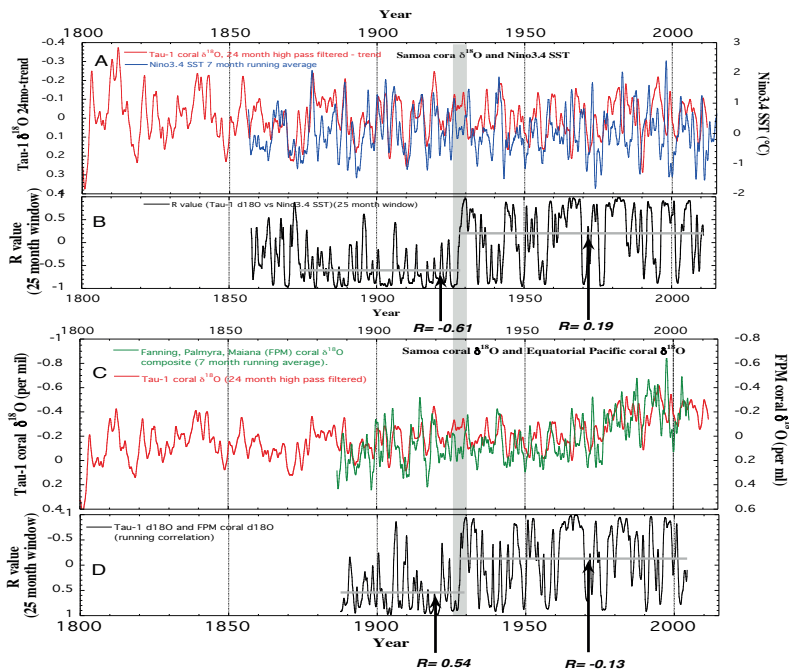 Year
1800 1850 1900 1950 2000
A
Tau-1 coral δ¹⁸O, 24 month high pass filtered - trend
Nino3.4 SST 7 month running average
Samoa cora δ¹⁸O and Nino3.4 SST
Tau-1 δ¹⁸O 24mo-trend
-0.4
-0.3
-0.2
-0.1
0
0.1
0.2
0.3
0.4
Nino3.4 SST (°C)
3
2
1
0
-1
-2
B
R value (Tau-1 d18O vs Nino3.4 SST)(25 month window)
R value
(25 month window)
0.5
0
-0.5
-1
1800 1850 1900 1950 2000
Year
R= -0.61
R= 0.19
1800 1850 1900 1950 2000
C
Fanning, Palmyra, Maiana (FPM) coral δ¹⁸O
composite (7 month running average).
Tau-1 coral δ¹⁸O (24 month high pass filtered)
Samoa coral δ¹⁸O and Equatorial Pacific coral δ¹⁸O
Tau-1 coral δ¹⁸O (per mil)
-1
-0.8
-0.6
-0.4
-0.2
0
0.2
0.4
FPM coral δ¹⁸O (per mil)
-0.8
-0.6
-0.4
-0.2
0
0.2
0.4
0.6
D
Tau-1 d18O and FPM coral d18O
(running correlation)
R value
(25 month window)
-1
-0.5
0
0.5
1
1800 1850 1900 1950 2000
Year
R= 0.54
R= -0.13